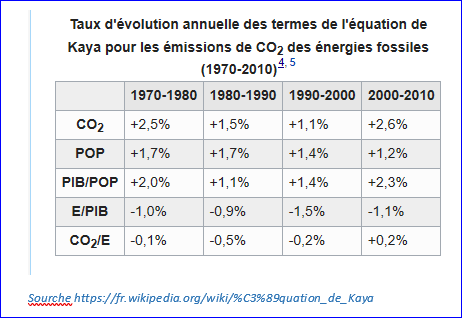 Taux d'évolution annuelle des termes de l'équation de
Kaya pour les émissions de CO2 des énergies fossiles
(1970-2010)4, 5
1970-1980 1980-1990 1990-2000 2000-2010
CO2 +2,5% +1,5% +1,1% +2,6%
POP +1,7% +1,7% +1,4% +1,2%
PIB/POP +2,0% +1,1% +1,4% +2,3%
E/PIB -1,0% -0,9% -1,5% -1,1%
CO2/E -0,1% -0,5% -0,2% +0,2%
Sourche https://fr.wikipedia.org/wiki/%C3%89quation_de_Kaya